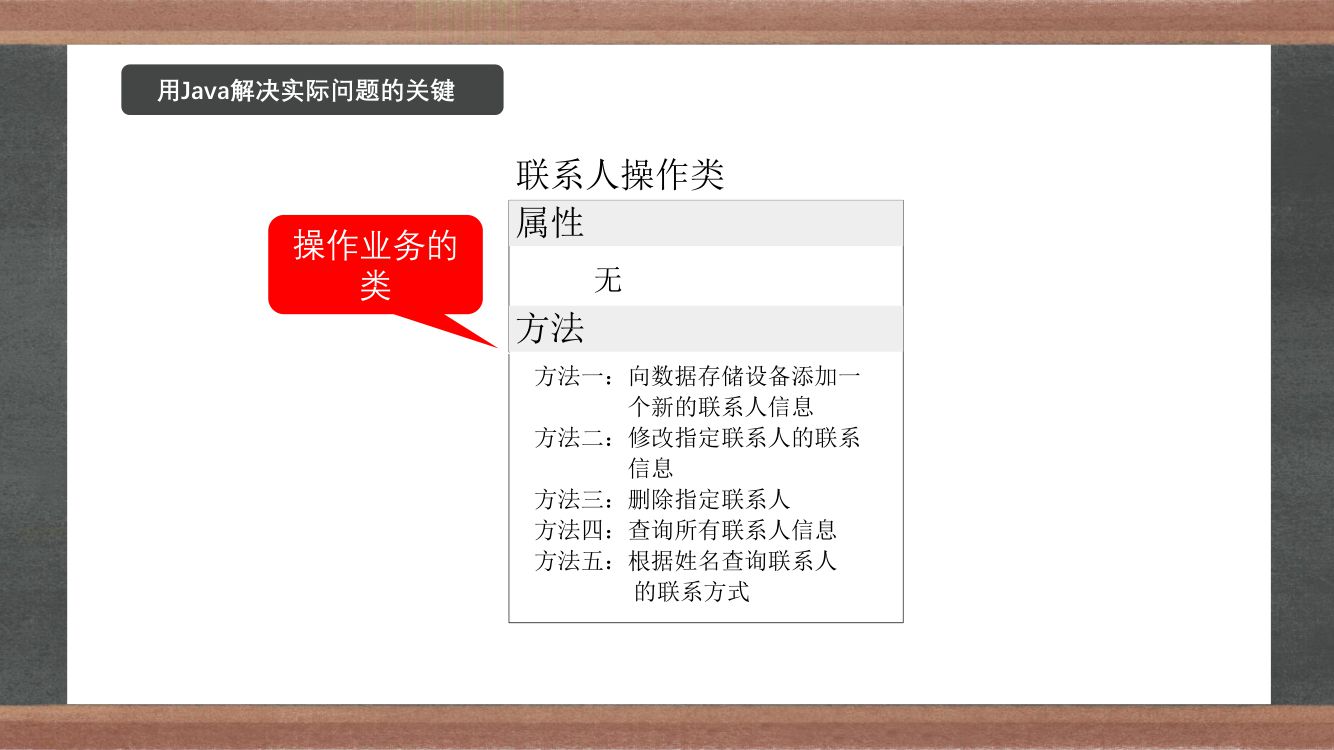 用Java解决实际问题的关键
联系人操作类
属性
操作业务的
类
无
方法
方法一：向数据存储设备添加一
个新的联系人信息
方法二：修改指定联系人的联系
信息
方法三：删除指定联系人
方法四：查询所有联系人信息
方法五：根据姓名查询联系人
的联系方式